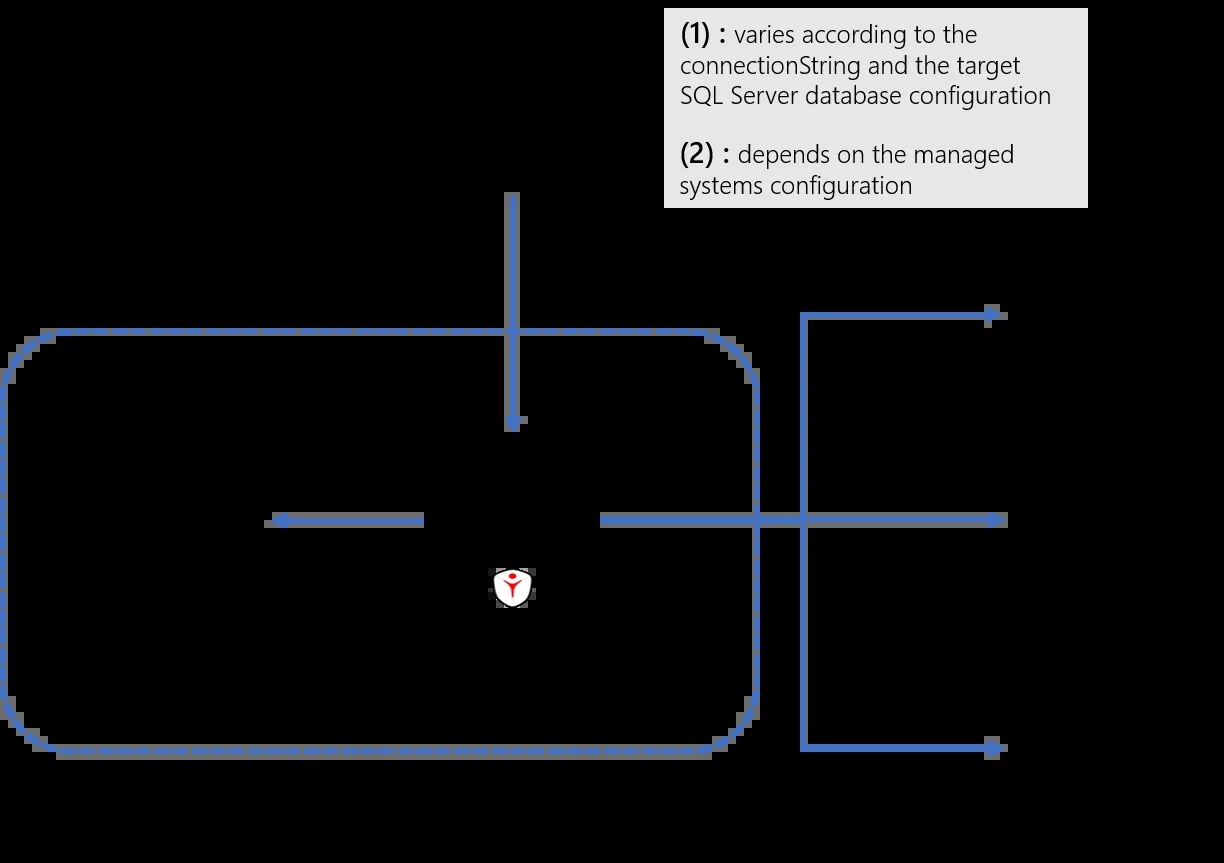 (1) : varies according to the
connectionString and the target
SQL Server database configuration
(2) : depends on the managed
systems configuration